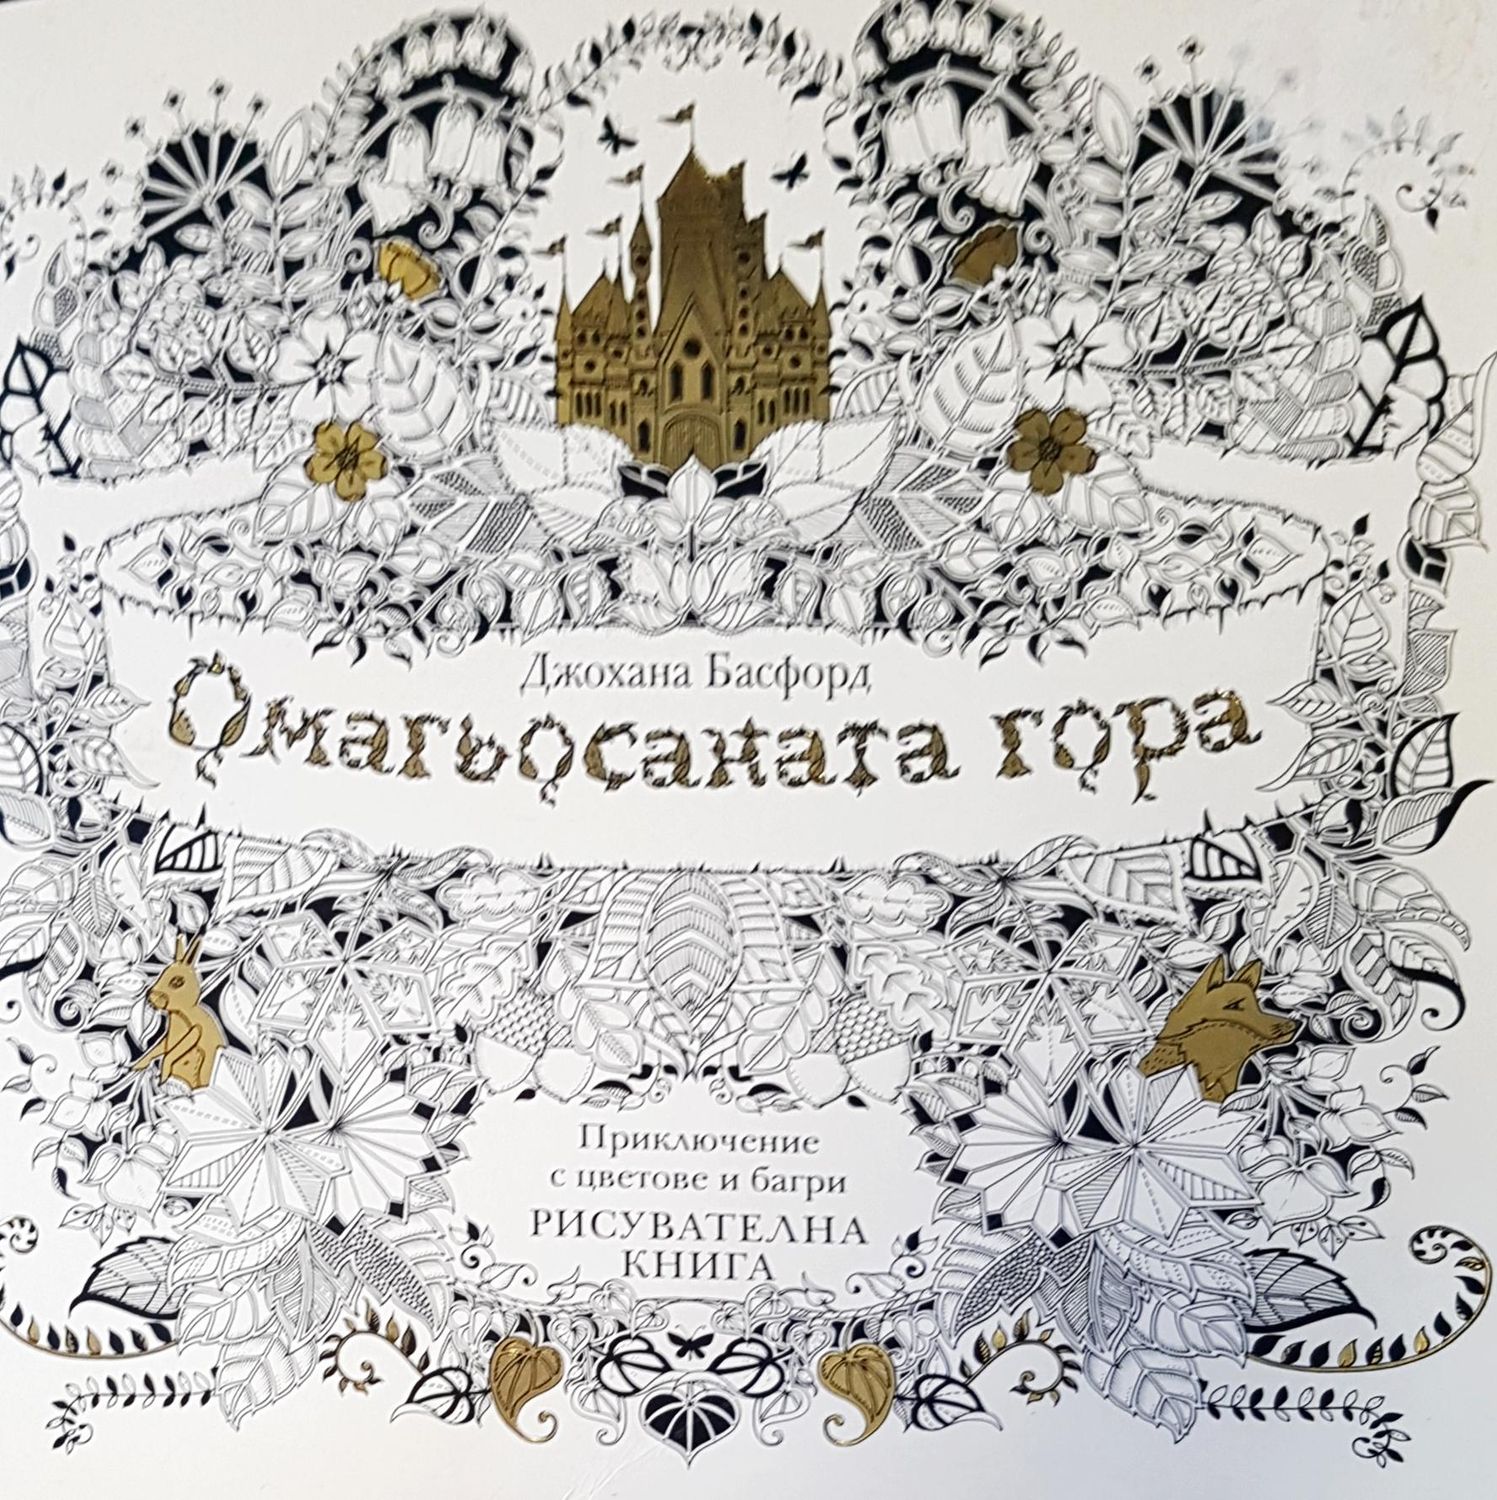 Джохана Басфорд
Омагьосаната гора
Приключение
с цветове и багри
РИСУВАТЕЛНА
КНИГА